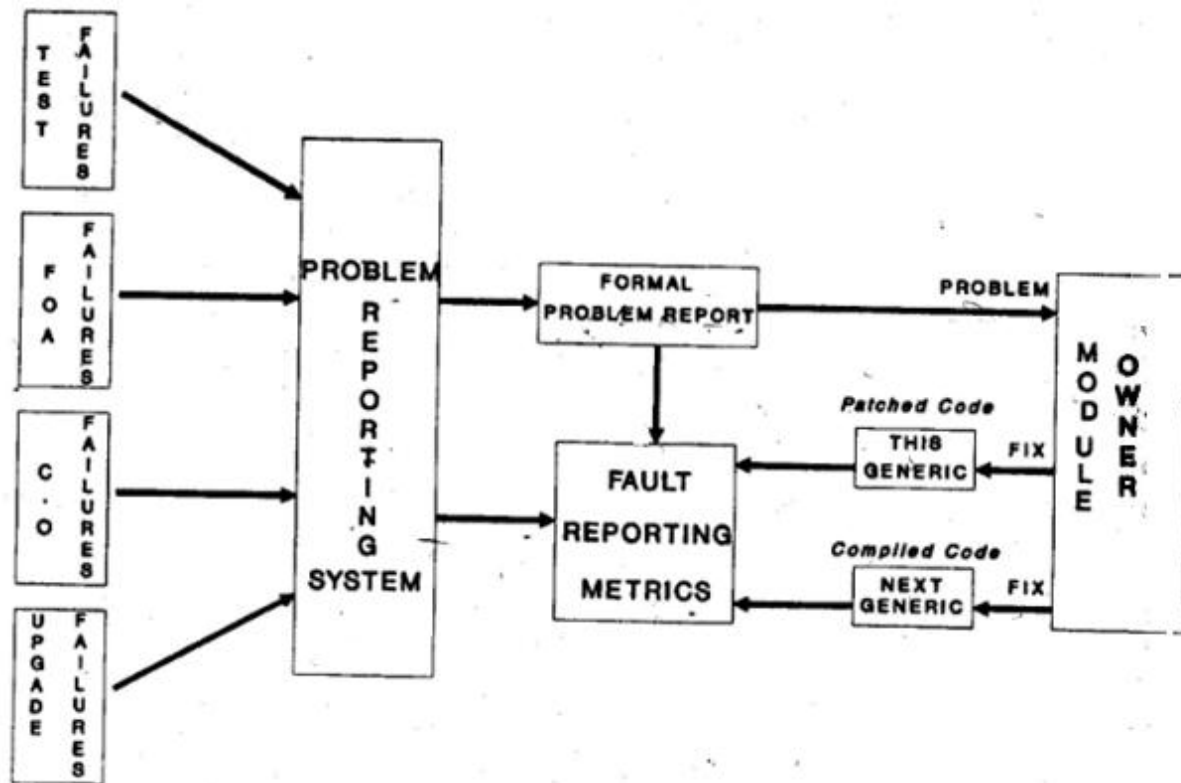 TEST
FAILURES
FOA
FAILURES
C.O
FAILURES
UPGADE
FAILURES
PROBLEM
REPORTING
SYSTEM
FORMAL
PROBLEM REPORT
PROBLEM
MODULE
OWNER
Patched Code
THIS
GENERIC
FIX
FAULT
REPORTING
METRICS
Compiled Code
NEXT
GENERIC
FIX